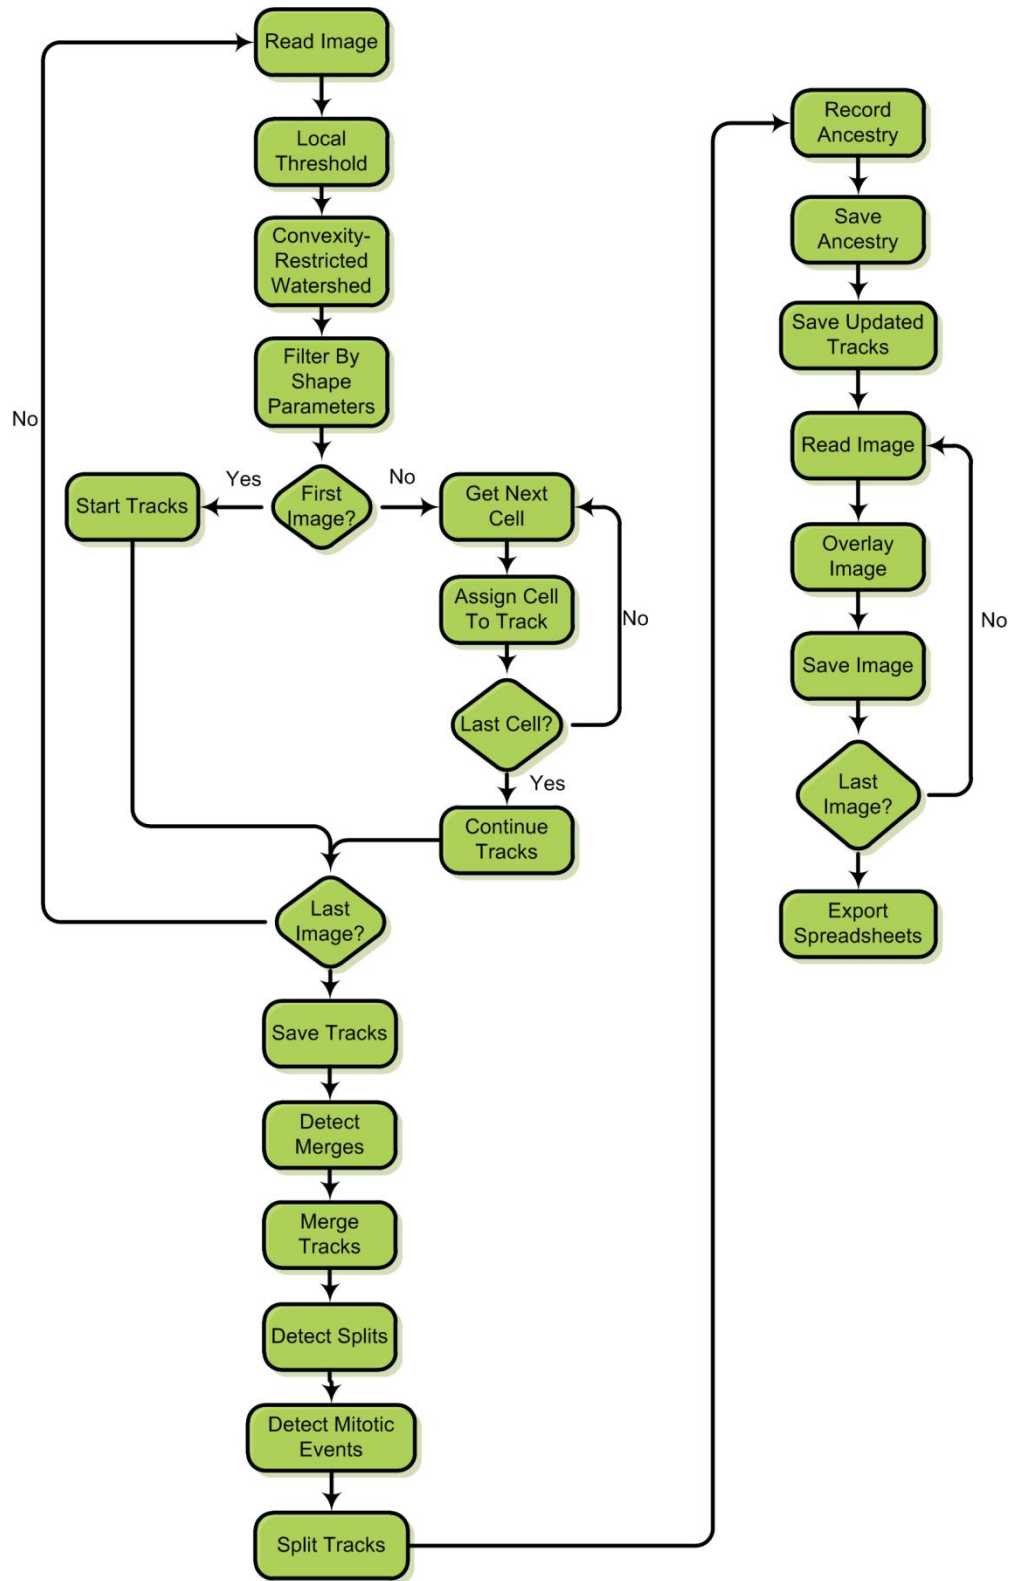 Read Image
Local
Threshold
Convexity-
Restricted
Watershed
Filter By
Shape
Parameters
No
Yes
No
Start Tracks
First
Image?
Get Next
Cell
Assign Cell
To Track
No
Last Cell?
Yes
Continue
Tracks
Last
Image?
Save Tracks
Detect
Merges
Merge
Tracks
Detect Splits
Detect Mitotic
Events
Split Tracks
Record
Ancestry
Save
Ancestry
Save Updated
Tracks
Read Image
Overlay
Image
No
Save Image
Last
Image?
Export
Spreadsheets